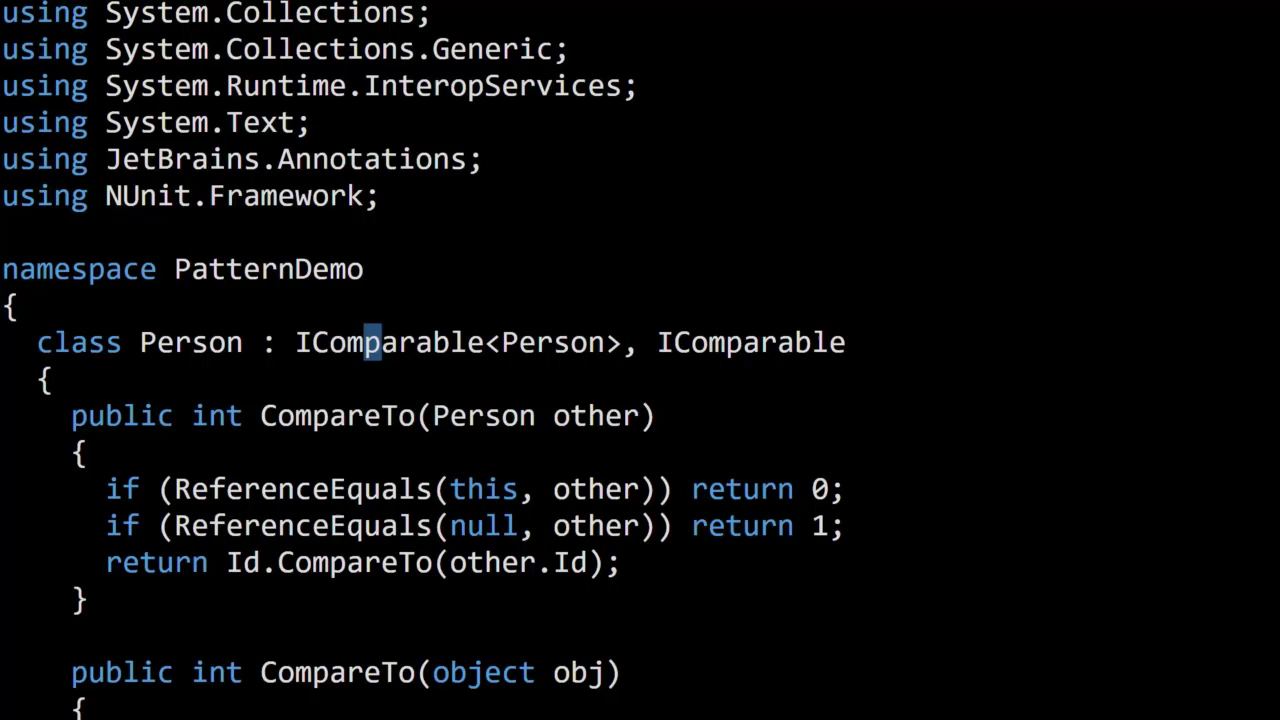 using System.Collections;
using System.Collections.Generic;
using System.Runtime.InteropServices;
using System.Text;
using JetBrains.Annotations;
using NUnit.Framework;

namespace PatternDemo
{
  class Person : IComparable<Person>, IComparable
  {
    public int CompareTo(Person other)
    {
      if (ReferenceEquals(this, other)) return 0;
      if (ReferenceEquals(null, other)) return 1;
      return Id.CompareTo(other.Id);
    }

    public int CompareTo(object obj)
    {